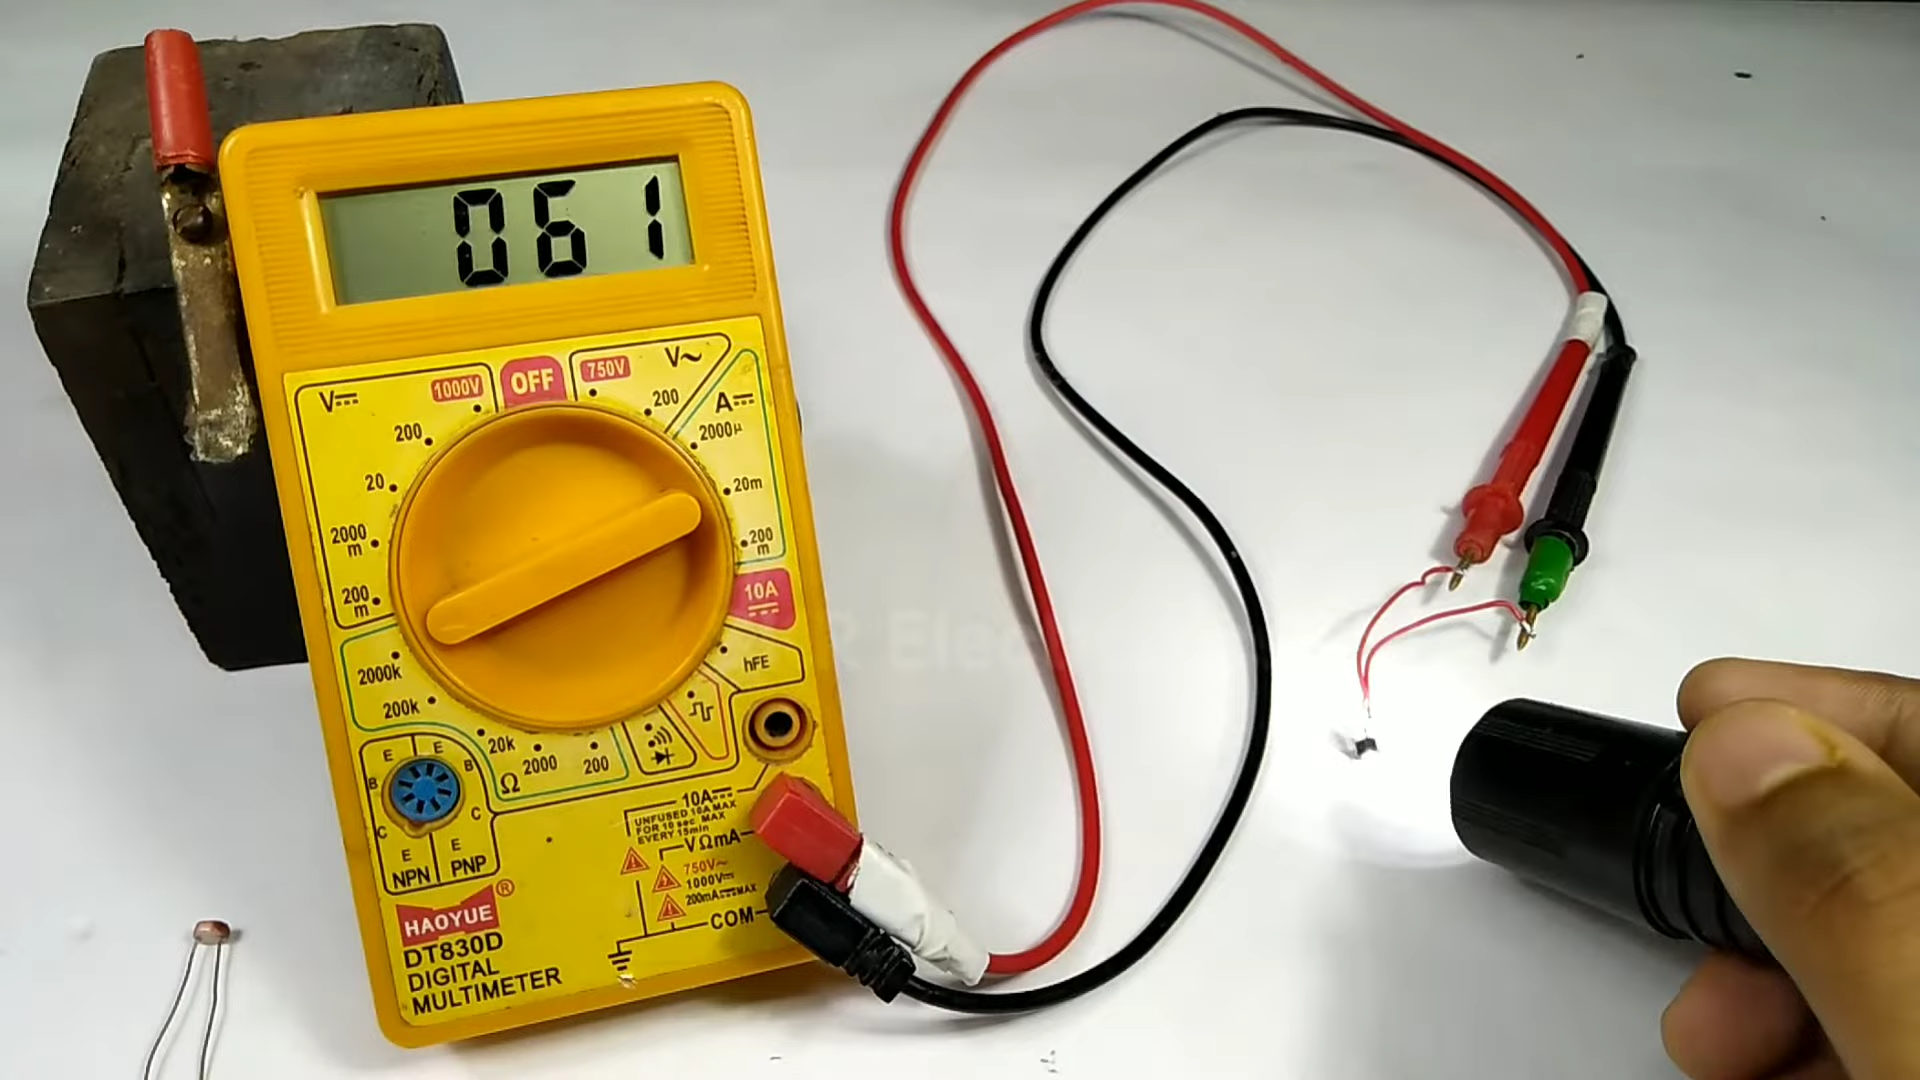 061
V⎓
1000V
OFF
750V
V~
200
A⎓
200
2000µ
20
20m
2000
m
200
m
200
m
10A
2000k
hFE
200k
20k
2000
200
Ω
E
E
B
B
C
C
E
E
NPN
PNP
10A⎓
UNFUSED 10A MAX
FOR 10 sec MAX
EVERY 15min
VΩmA
750V~
1000V⎓
200mA⎓MAX
COM
HAOYUE®
DT830D
DIGITAL
MULTIMETER
R Elec